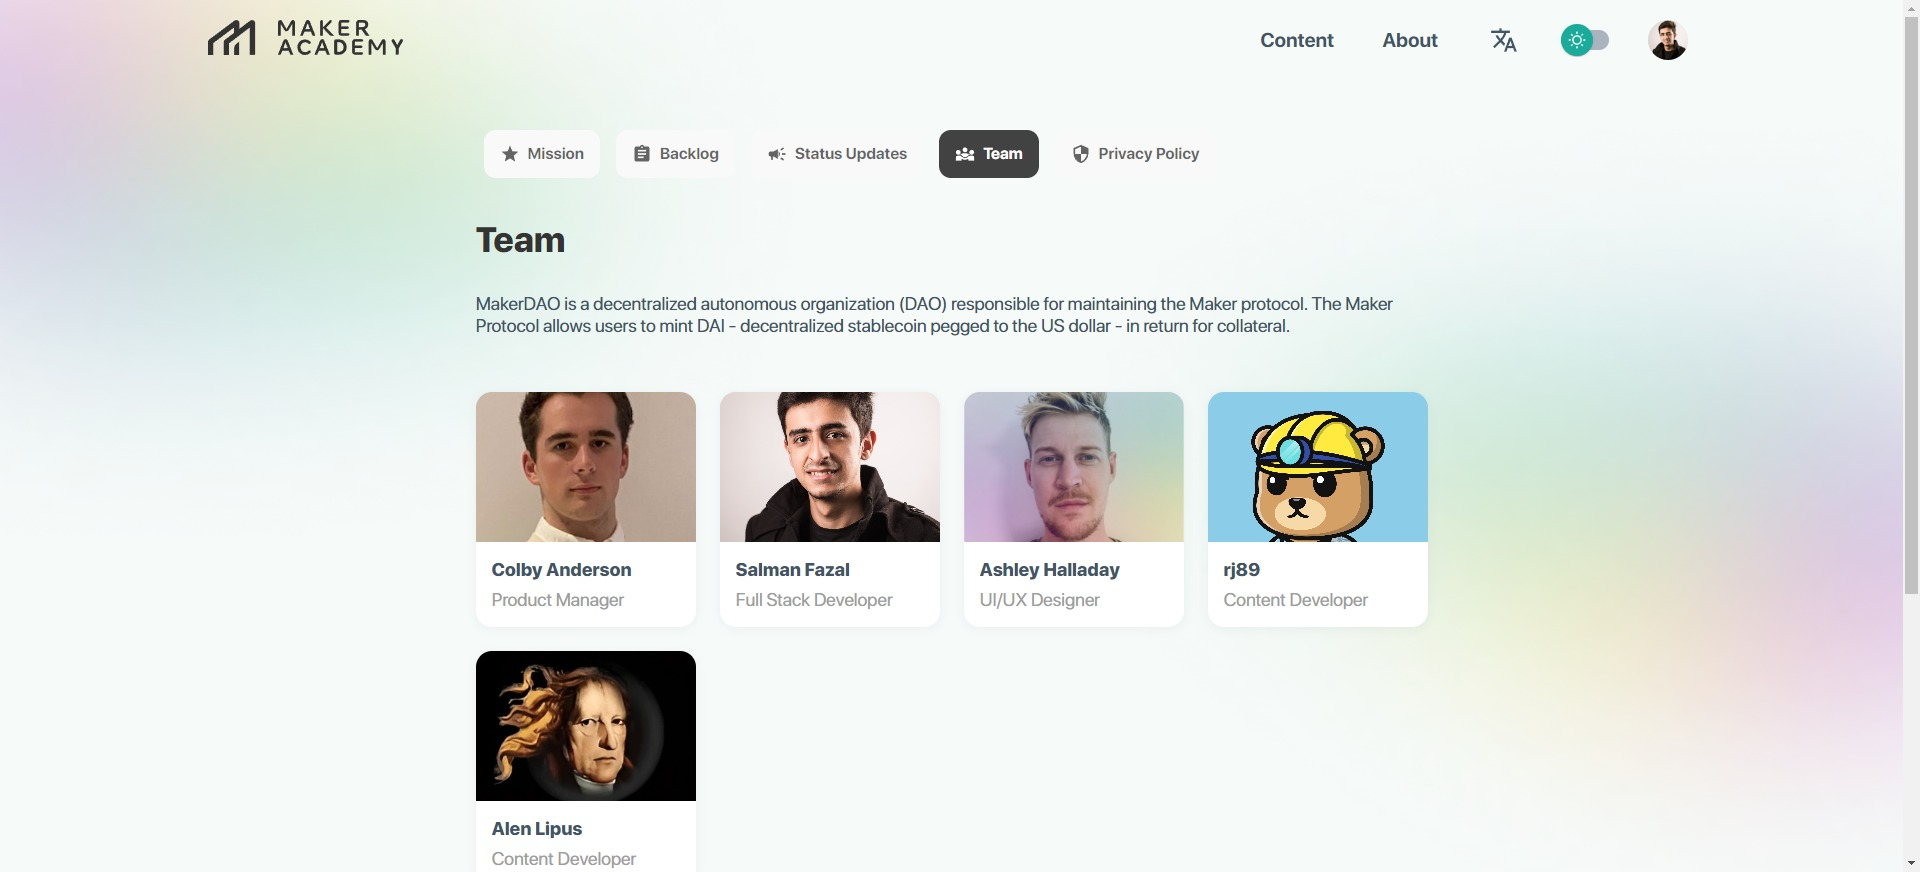 MAKER
ACADEMY
Content
About
Mission
Backlog
Status Updates
Team
Privacy Policy
Team
MakerDAO is a decentralized autonomous organization (DAO) responsible for maintaining the Maker protocol. The Maker
Protocol allows users to mint DAI - decentralized stablecoin pegged to the US dollar - in return for collateral.
Colby Anderson
Product Manager
Salman Fazal
Full Stack Developer
Ashley Halladay
UI/UX Designer
rj89
Content Developer
Alen Lipus
Content Developer